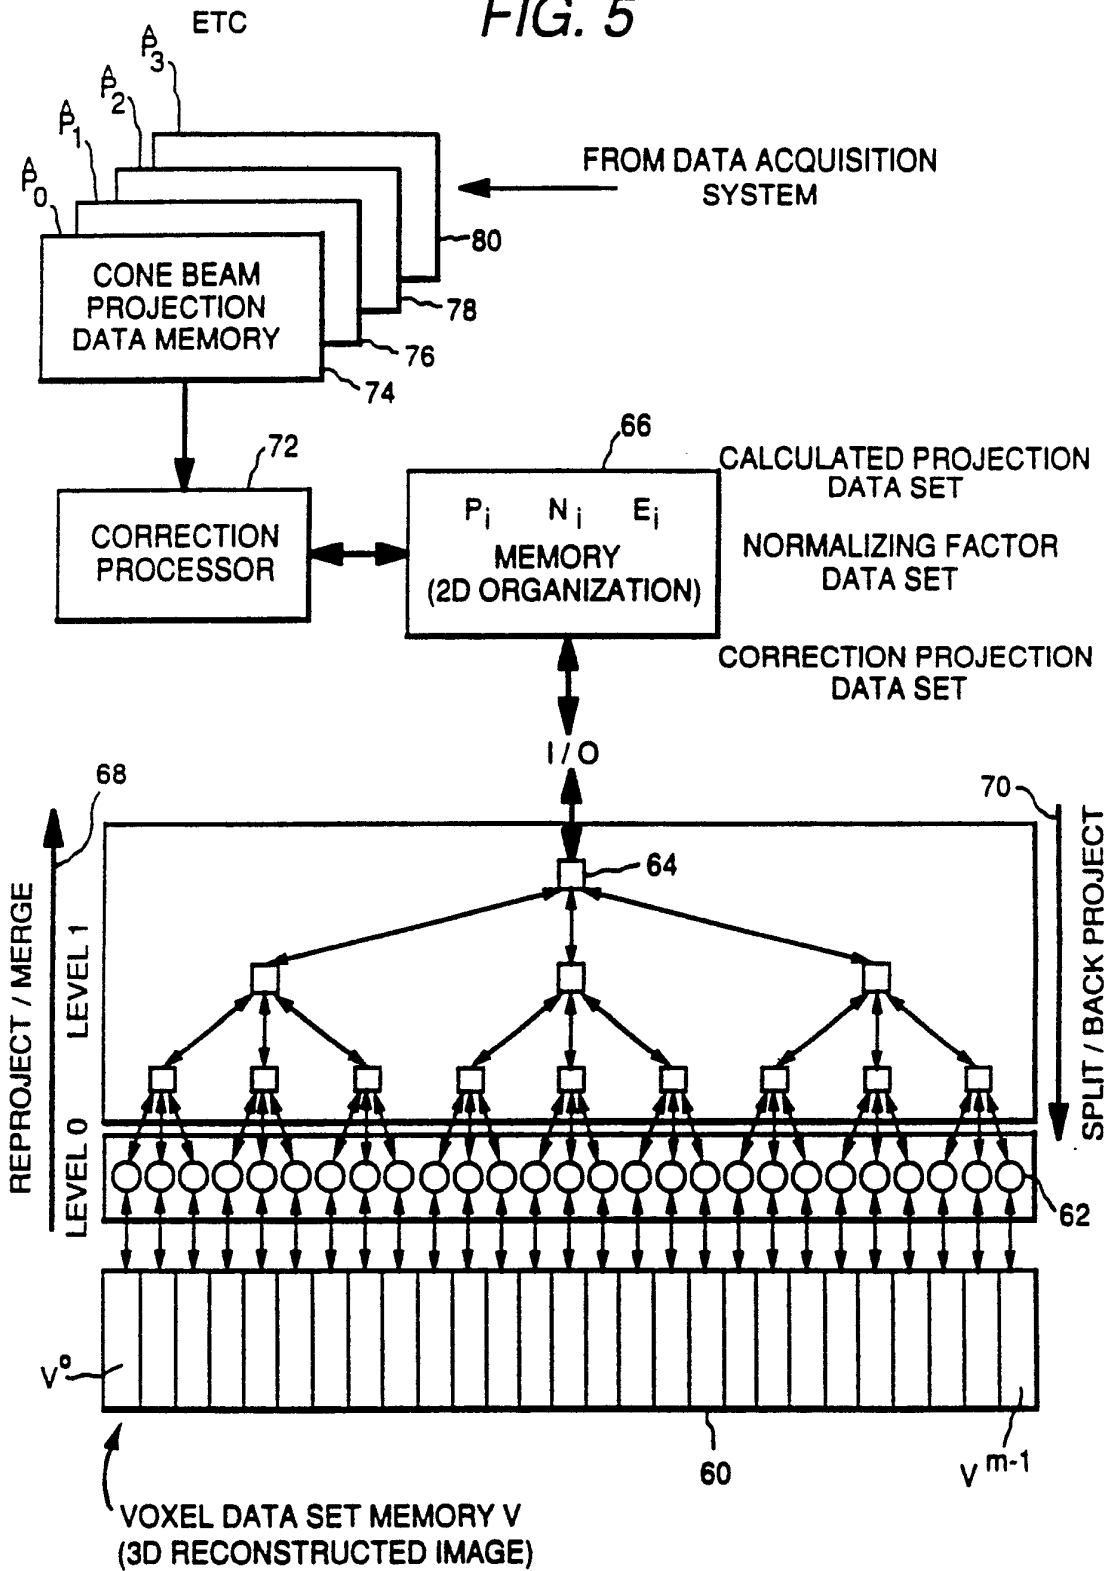 FIG. 5
ETC
P̂3
P̂2
P̂1
P̂0
FROM DATA ACQUISITION
SYSTEM
80
78
76
74
CONE BEAM
PROJECTION
DATA MEMORY
72
66
CORRECTION
PROCESSOR
Pi Ni Ei
MEMORY
(2D ORGANIZATION)
CALCULATED PROJECTION
DATA SET
NORMALIZING FACTOR
DATA SET
CORRECTION PROJECTION
DATA SET
I / O
68
70
64
REPROJECT / MERGE
LEVEL 1
LEVEL 0
SPLIT / BACK PROJECT
62
V°
60
V m-1
VOXEL DATA SET MEMORY V
(3D RECONSTRUCTED IMAGE)